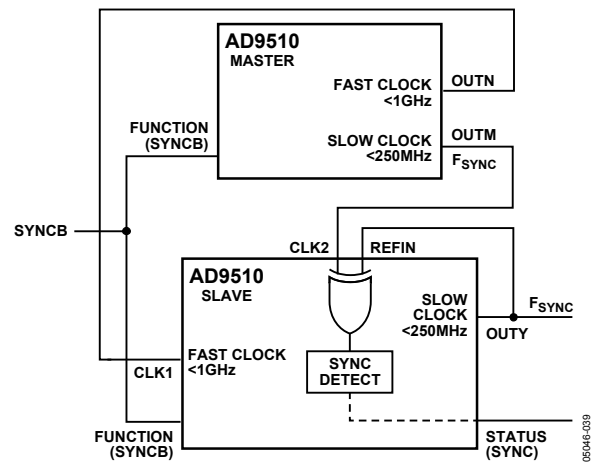 AD9510
MASTER
FAST CLOCK
<1GHz
OUTN
FUNCTION
(SYNCB)
SLOW CLOCK
<250MHz
OUTM
FSYNC
SYNCB
CLK2
REFIN
AD9510
SLAVE
SLOW
CLOCK
<250MHz
FSYNC
OUTY
FAST CLOCK
<1GHz
CLK1
SYNC
DETECT
FUNCTION
(SYNCB)
STATUS
(SYNC)
05046-039